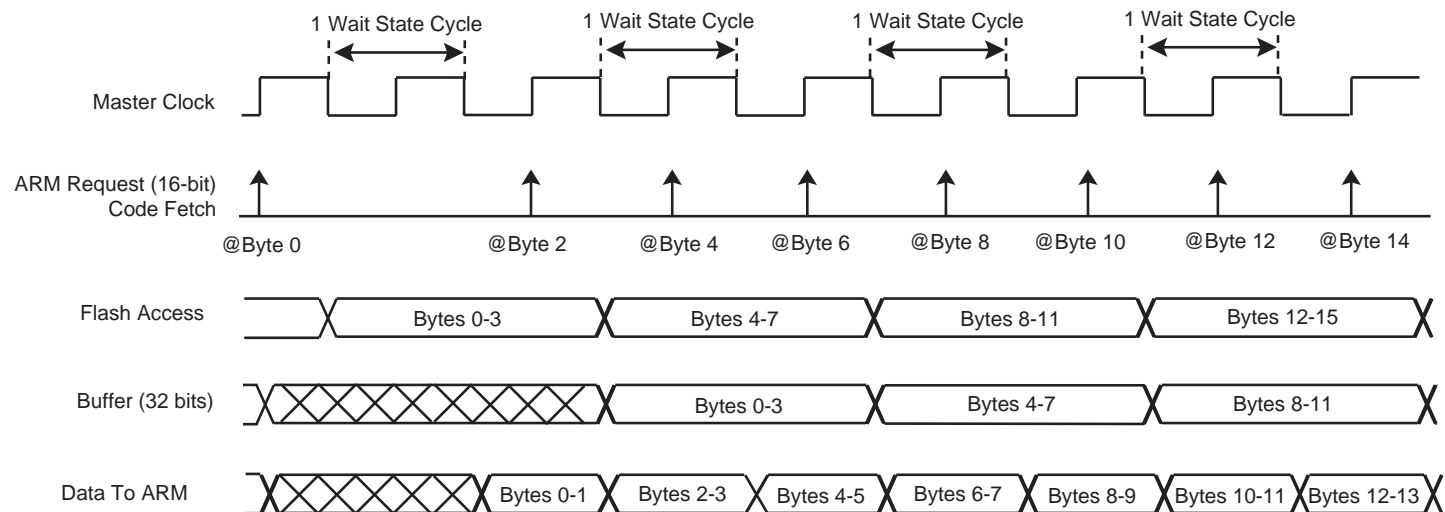 1 Wait State Cycle
1 Wait State Cycle
1 Wait State Cycle
1 Wait State Cycle
Master Clock
ARM Request (16-bit)
Code Fetch
@Byte 0
@Byte 2
@Byte 4
@Byte 6
@Byte 8
@Byte 10
@Byte 12
@Byte 14
Flash Access
Bytes 0-3
Bytes 4-7
Bytes 8-11
Bytes 12-15
Buffer (32 bits)
Bytes 0-3
Bytes 4-7
Bytes 8-11
Data To ARM
Bytes 0-1
Bytes 2-3
Bytes 4-5
Bytes 6-7
Bytes 8-9
Bytes 10-11
Bytes 12-13